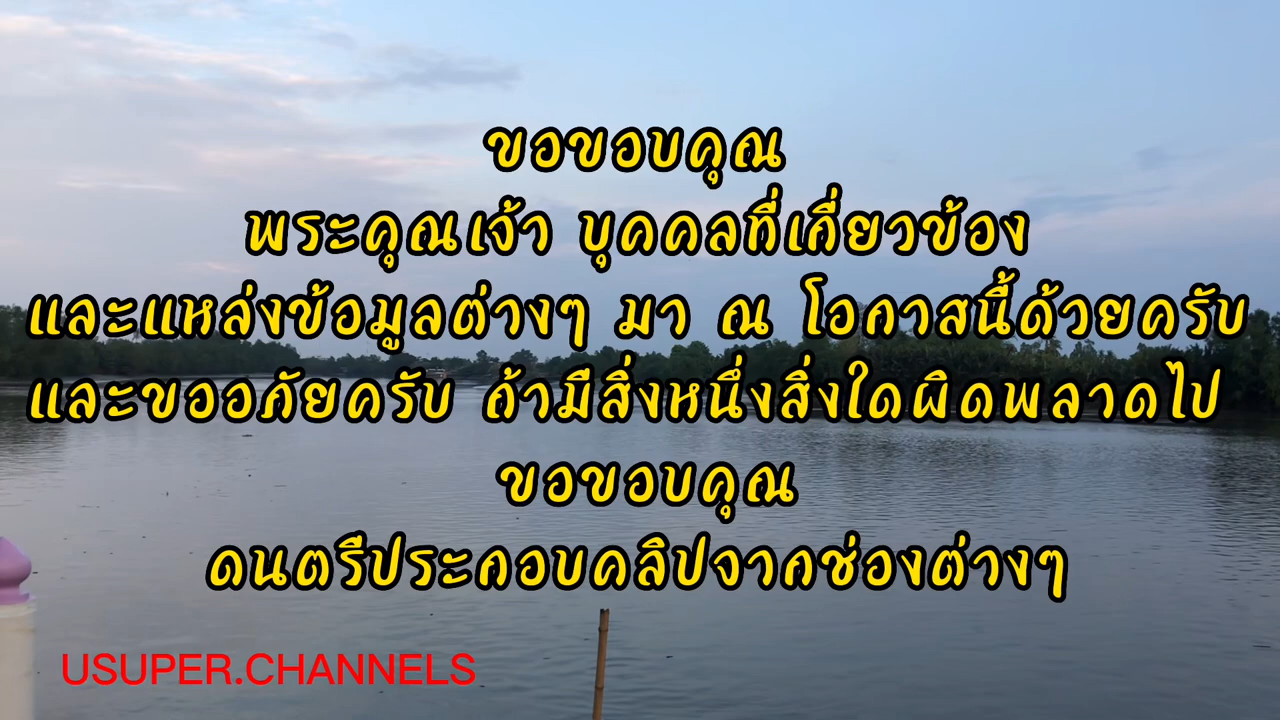 ขอขอบคุณ
พระคุณเจ้า บุคคลที่เกี่ยวข้อง
และแหล่งข้อมูลต่างๆ มา ณ โอกาสนี้ด้วยครับ
และขออภัยครับ ถ้ามีสิ่งหนึ่งสิ่งใดผิดพลาดไป
ขอขอบคุณ
ดนตรีประกอบคลิปจากช่องต่างๆ
USUPER.CHANNELS